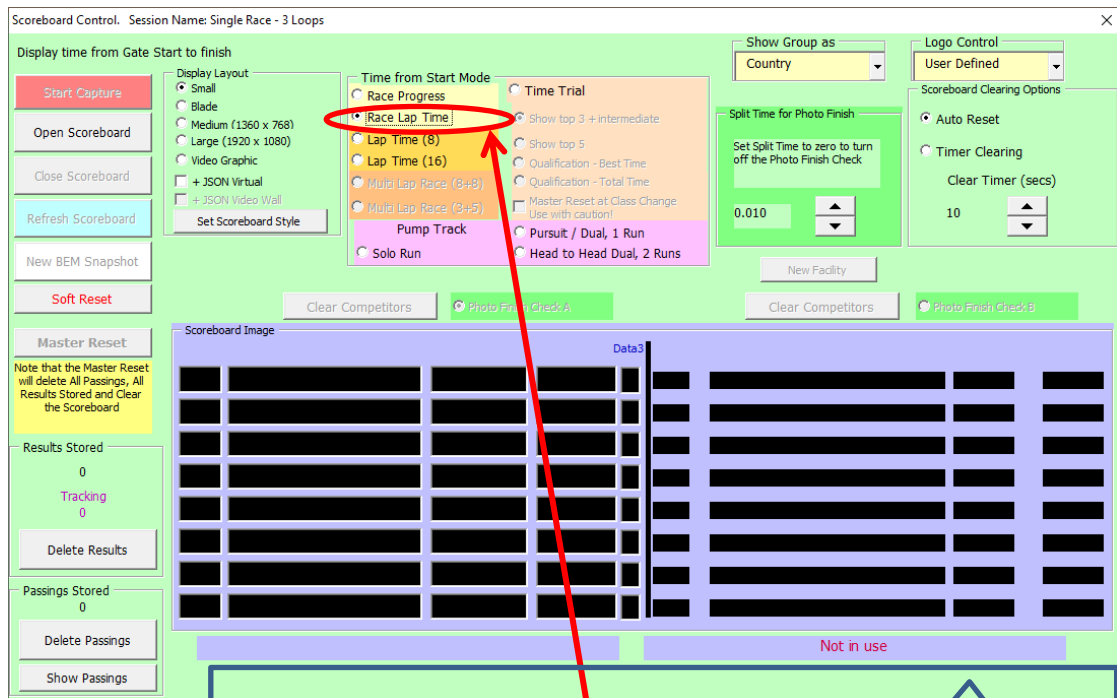 Scoreboard Control. Session Name: Single Race - 3 Loops
Display time from Gate Start to finish
Start Capture
Open Scoreboard
Close Scoreboard
Refresh Scoreboard
New BEM Snapshot
Soft Reset
Master Reset
Note that the Master Reset
will delete All Passings, All
Results Stored and Clear
the Scoreboard
Results Stored
0
Tracking
0
Delete Results
Passings Stored
0
Delete Passings
Show Passings
Display Layout
Small
Blade
Medium (1360 x 768)
Large (1920 x 1080)
Video Graphic
+ JSON Virtual
+ JSON Video Wall
Set Scoreboard Style
Time from Start Mode
Race Progress
Race Lap Time
Lap Time (8)
Lap Time (16)
Multi Lap Race (8+8)
Multi Lap Race (3+5)
Pump Track
Solo Run
Time Trial
Show top 3 + intermediate
Show top 5
Qualification - Best Time
Qualification - Total Time
Master Reset at Class Change
Use with caution!
Pursuit / Dual, 1 Run
Head to Head Dual, 2 Runs
Show Group as
Country
Logo Control
User Defined
Split Time for Photo Finish
Set Split Time to zero to turn
off the Photo Finish Check
0.010
Scoreboard Clearing Options
Auto Reset
Timer Clearing
Clear Timer (secs)
10
New Facility
Clear Competitors
Photo Finish Check A
Clear Competitors
Photo Finish Check B
Scoreboard Image
Data3
Not in use